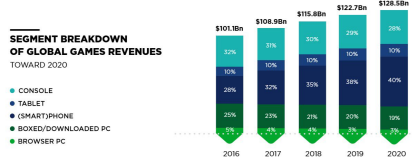 SEGMENT BREAKDOWN
OF GLOBAL GAMES REVENUES
TOWARD 2020
CONSOLE
TABLET
(SMART)PHONE
BOXED/DOWNLOADED PC
BROWSER PC
$101.1Bn $108.9Bn $115.8Bn $122.7Bn $128.5Bn
32% 31% 30% 29% 28%
10% 10% 10% 10% 10%
28% 32% 35% 38% 40%
25% 23% 21% 20% 19%
5% 4% 4% 3% 3%
2016 2017 2018 2019 2020